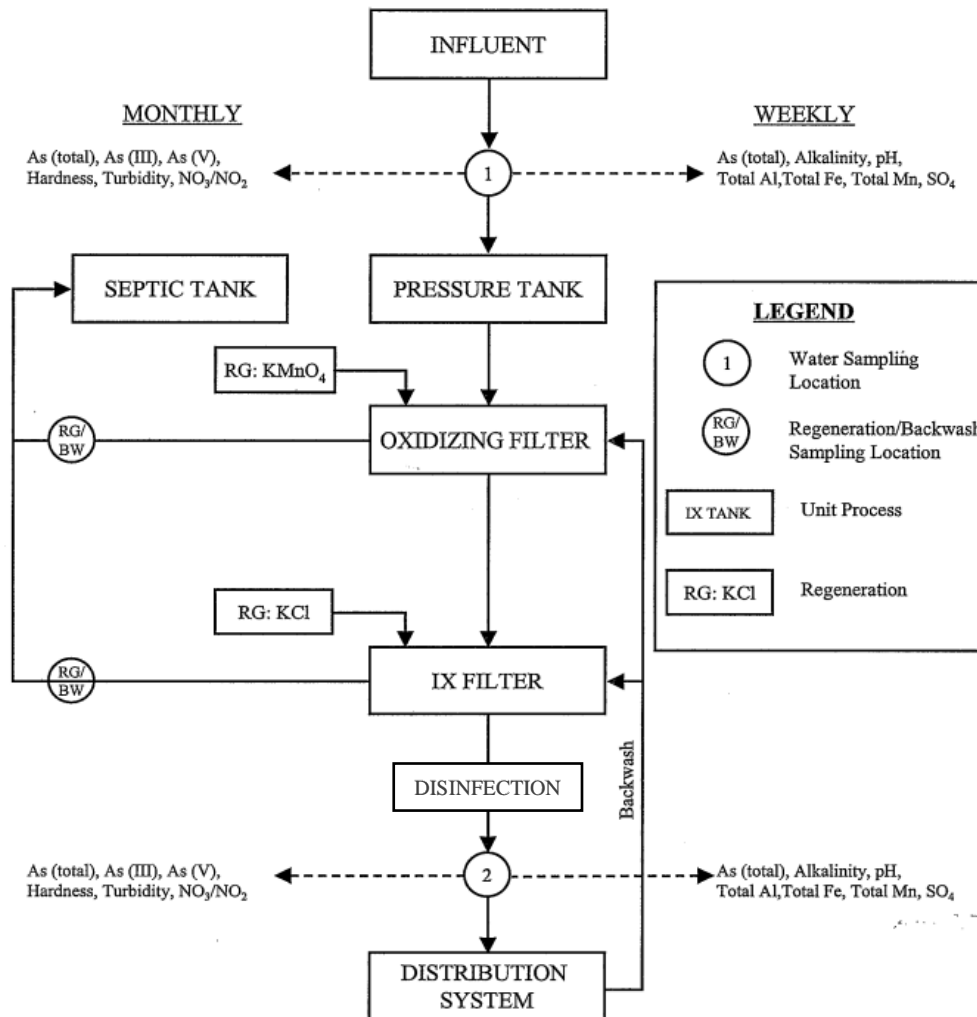 INFLUENT
MONTHLY
WEEKLY
As (total), As (III), As (V),
Hardness, Turbidity, NO₃/NO₂
1
As (total), Alkalinity, pH,
Total Al,Total Fe, Total Mn, SO₄
SEPTIC TANK
PRESSURE TANK
LEGEND
1
Water Sampling
Location
RG: KMnO₄
RG/
BW
OXIDIZING FILTER
RG/
BW
Regeneration/Backwash
Sampling Location
IX TANK
Unit Process
RG: KCl
RG: KCl
Regeneration
RG/
BW
IX FILTER
DISINFECTION
Backwash
As (total), As (III), As (V),
Hardness, Turbidity, NO₃/NO₂
2
As (total), Alkalinity, pH,
Total Al,Total Fe, Total Mn, SO₄
DISTRIBUTION
SYSTEM